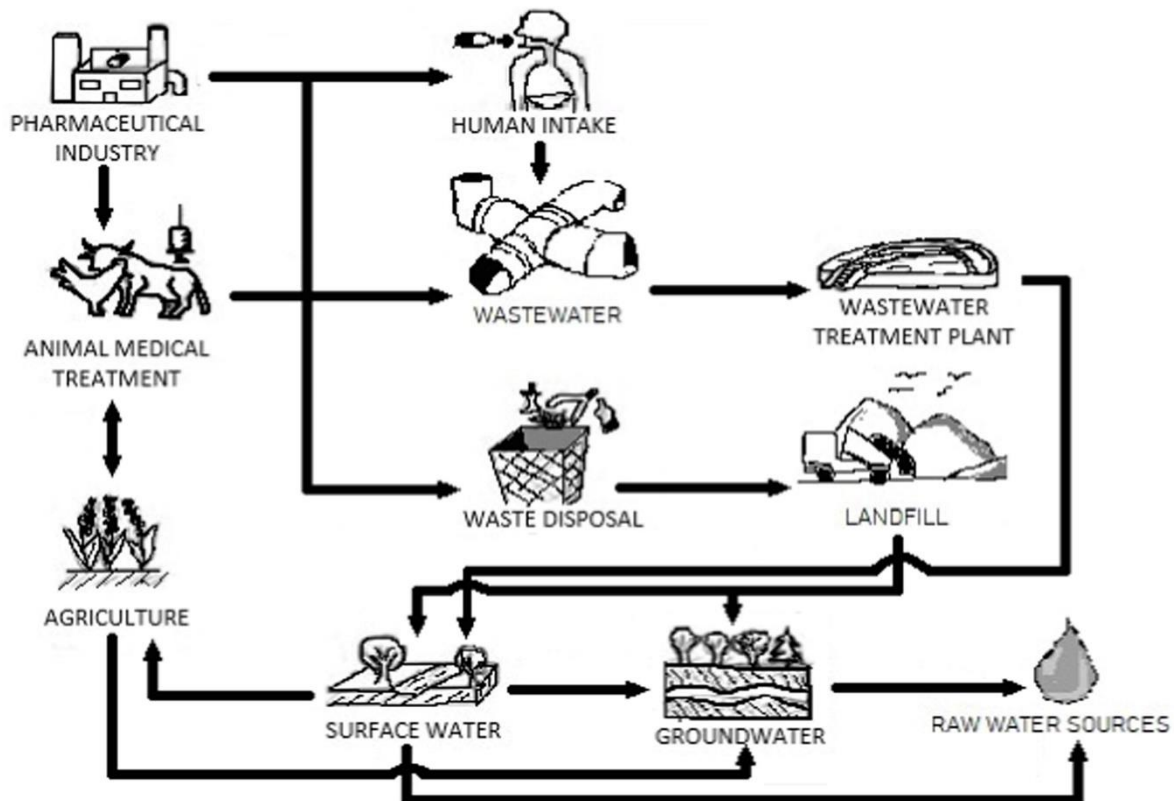 PHARMACEUTICAL
INDUSTRY
HUMAN INTAKE
ANIMAL MEDICAL
TREATMENT
WASTEWATER
WASTEWATER
TREATMENT PLANT
WASTE DISPOSAL
LANDFILL
AGRICULTURE
SURFACE WATER
GROUNDWATER
RAW WATER SOURCES